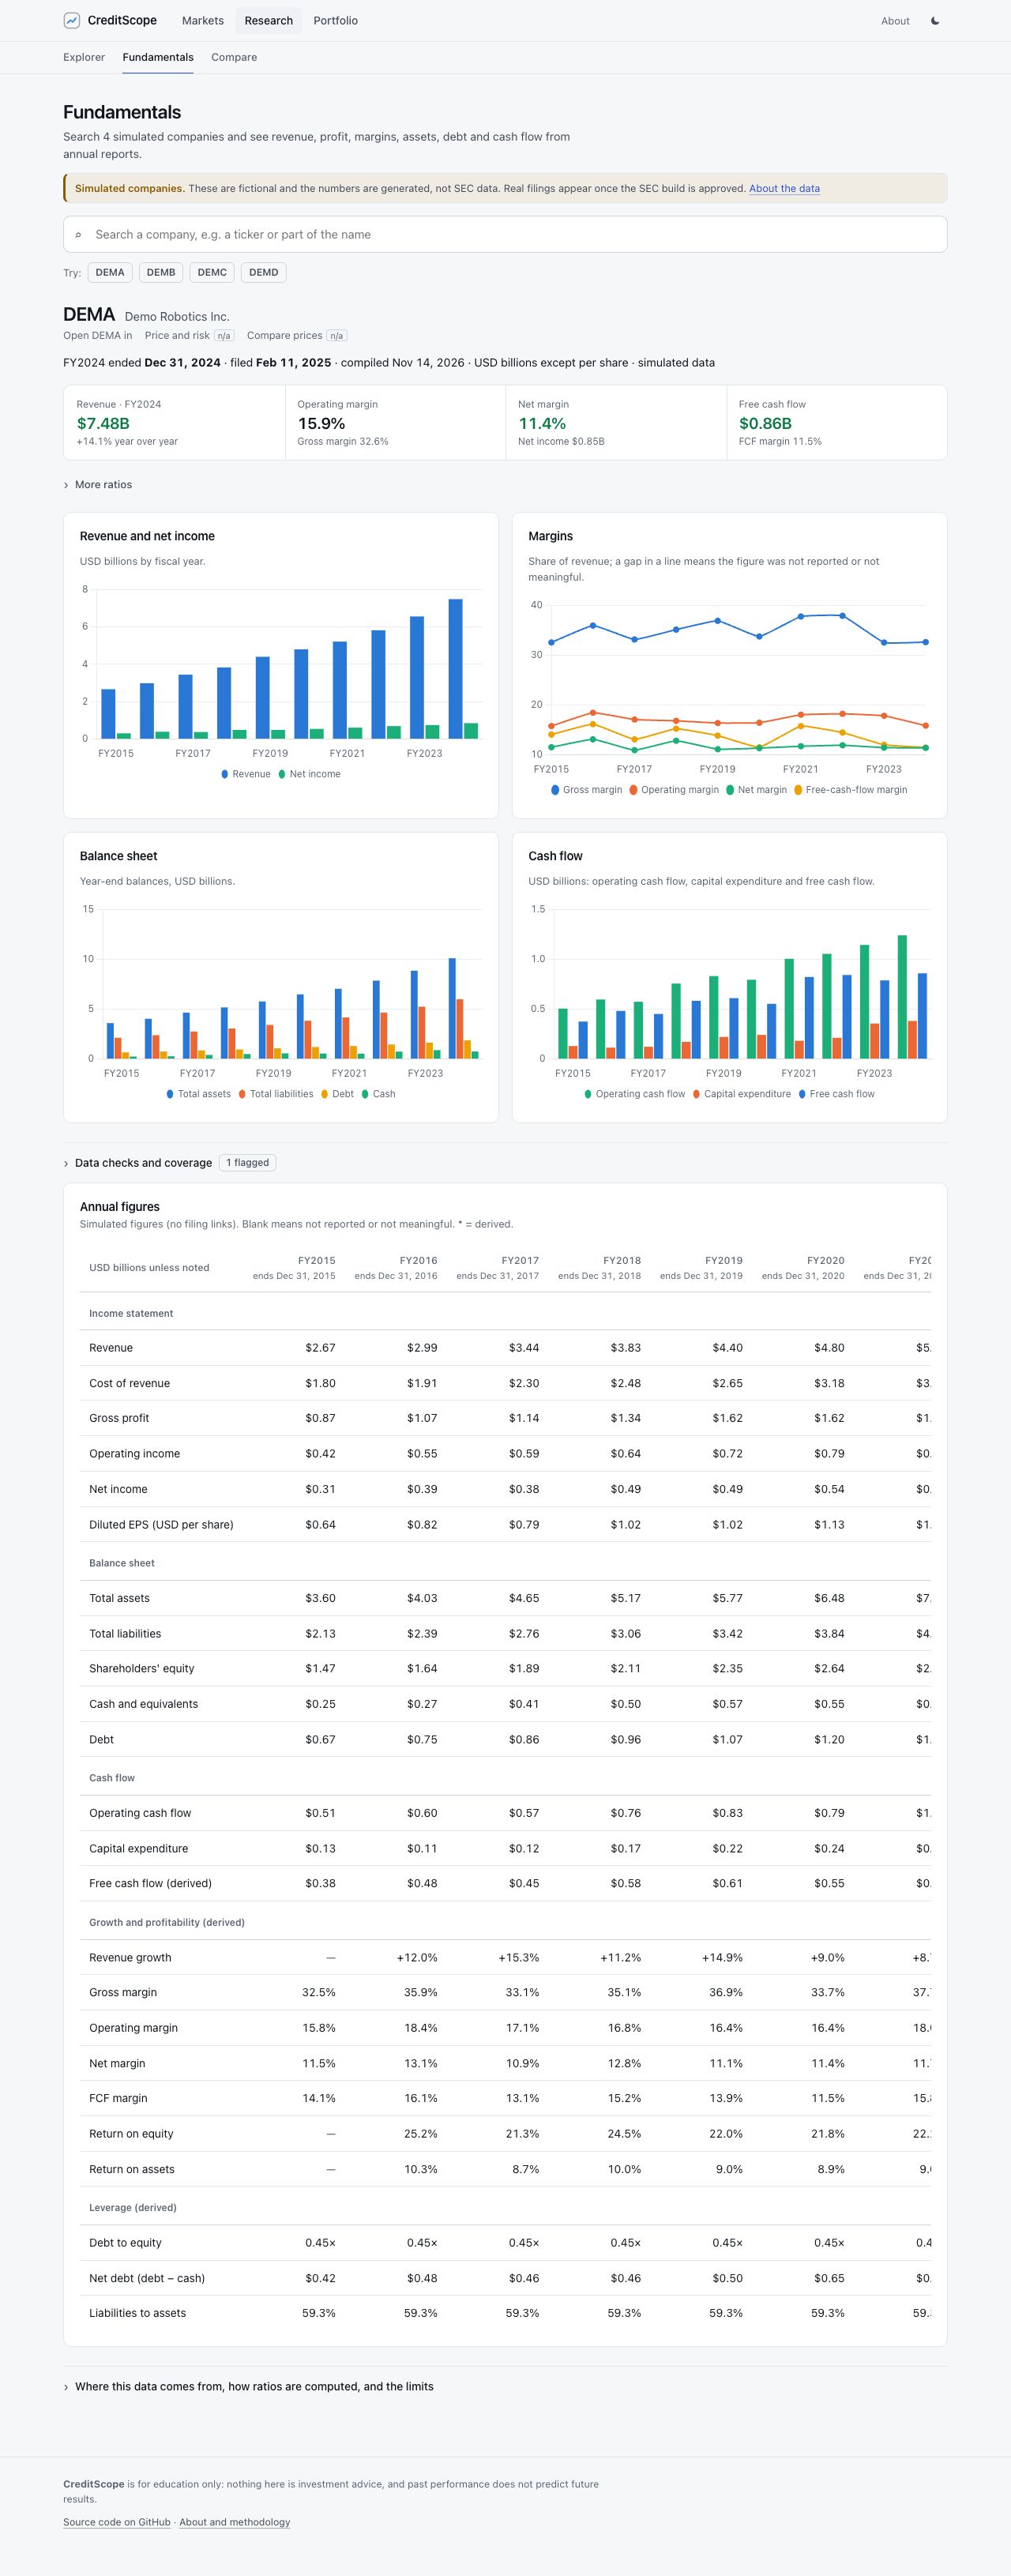 CreditScope Markets Research Portfolio About
Explorer Fundamentals Compare
Fundamentals
Search 4 simulated companies and see revenue, profit, margins, assets, debt and cash flow from
annual reports.
Simulated companies. These are fictional and the numbers are generated, not SEC data. Real filings appear once the SEC build is approved. About the data
Search a company, e.g. a ticker or part of the name
Try: DEMA DEMB DEMC DEMD
DEMA Demo Robotics Inc.
Open DEMA in Price and risk n/a Compare prices n/a
FY2024 ended Dec 31, 2024 · filed Feb 11, 2025 · compiled Nov 14, 2026 · USD billions except per share · simulated data
Revenue · FY2024
$7.48B
+14.1% year over year
Operating margin
15.9%
Gross margin 32.6%
Net margin
11.4%
Net income $0.85B
Free cash flow
$0.86B
FCF margin 11.5%
› More ratios
Revenue and net income
USD billions by fiscal year.
8
6
4
2
0
FY2015 FY2017 FY2019 FY2021 FY2023
Revenue Net income
Margins
Share of revenue; a gap in a line means the figure was not reported or not
meaningful.
40
30
20
10
FY2015 FY2017 FY2019 FY2021 FY2023
Gross margin Operating margin Net margin Free-cash-flow margin
Balance sheet
Year-end balances, USD billions.
15
10
5
0
FY2015 FY2017 FY2019 FY2021 FY2023
Total assets Total liabilities Debt Cash
Cash flow
USD billions: operating cash flow, capital expenditure and free cash flow.
1.5
1.0
0.5
0
FY2015 FY2017 FY2019 FY2021 FY2023
Operating cash flow Capital expenditure Free cash flow
› Data checks and coverage 1 flagged
Annual figures
Simulated figures (no filing links). Blank means not reported or not meaningful. * = derived.
USD billions unless noted FY2015 FY2016 FY2017 FY2018 FY2019 FY2020 FY20
ends Dec 31, 2015 ends Dec 31, 2016 ends Dec 31, 2017 ends Dec 31, 2018 ends Dec 31, 2019 ends Dec 31, 2020 ends Dec 31, 20
Income statement
Revenue $2.67 $2.99 $3.44 $3.83 $4.40 $4.80 $5.
Cost of revenue $1.80 $1.91 $2.30 $2.48 $2.65 $3.18 $3.
Gross profit $0.87 $1.07 $1.14 $1.34 $1.62 $1.62 $1.
Operating income $0.42 $0.55 $0.59 $0.64 $0.72 $0.79 $0.
Net income $0.31 $0.39 $0.38 $0.49 $0.49 $0.54 $0.
Diluted EPS (USD per share) $0.64 $0.82 $0.79 $1.02 $1.02 $1.13 $1.
Balance sheet
Total assets $3.60 $4.03 $4.65 $5.17 $5.77 $6.48 $7.
Total liabilities $2.13 $2.39 $2.76 $3.06 $3.42 $3.84 $4.
Shareholders' equity $1.47 $1.64 $1.89 $2.11 $2.35 $2.64 $2.
Cash and equivalents $0.25 $0.27 $0.41 $0.50 $0.57 $0.55 $0.
Debt $0.67 $0.75 $0.86 $0.96 $1.07 $1.20 $1.
Cash flow
Operating cash flow $0.51 $0.60 $0.57 $0.76 $0.83 $0.79 $1.
Capital expenditure $0.13 $0.11 $0.12 $0.17 $0.22 $0.24 $0.
Free cash flow (derived) $0.38 $0.48 $0.45 $0.58 $0.61 $0.55 $0.
Growth and profitability (derived)
Revenue growth — +12.0% +15.3% +11.2% +14.9% +9.0% +8.
Gross margin 32.5% 35.9% 33.1% 35.1% 36.9% 33.7% 37.
Operating margin 15.8% 18.4% 17.1% 16.8% 16.4% 16.4% 18.
Net margin 11.5% 13.1% 10.9% 12.8% 11.1% 11.4% 11.
FCF margin 14.1% 16.1% 13.1% 15.2% 13.9% 11.5% 15.
Return on equity — 25.2% 21.3% 24.5% 22.0% 21.8% 22.
Return on assets — 10.3% 8.7% 10.0% 9.0% 8.9% 9.
Leverage (derived)
Debt to equity 0.45× 0.45× 0.45× 0.45× 0.45× 0.45× 0.4
Net debt (debt − cash) $0.42 $0.48 $0.46 $0.46 $0.50 $0.65 $0.
Liabilities to assets 59.3% 59.3% 59.3% 59.3% 59.3% 59.3% 59.
› Where this data comes from, how ratios are computed, and the limits
CreditScope is for education only: nothing here is investment advice, and past performance does not predict future
results.
Source code on GitHub · About and methodology